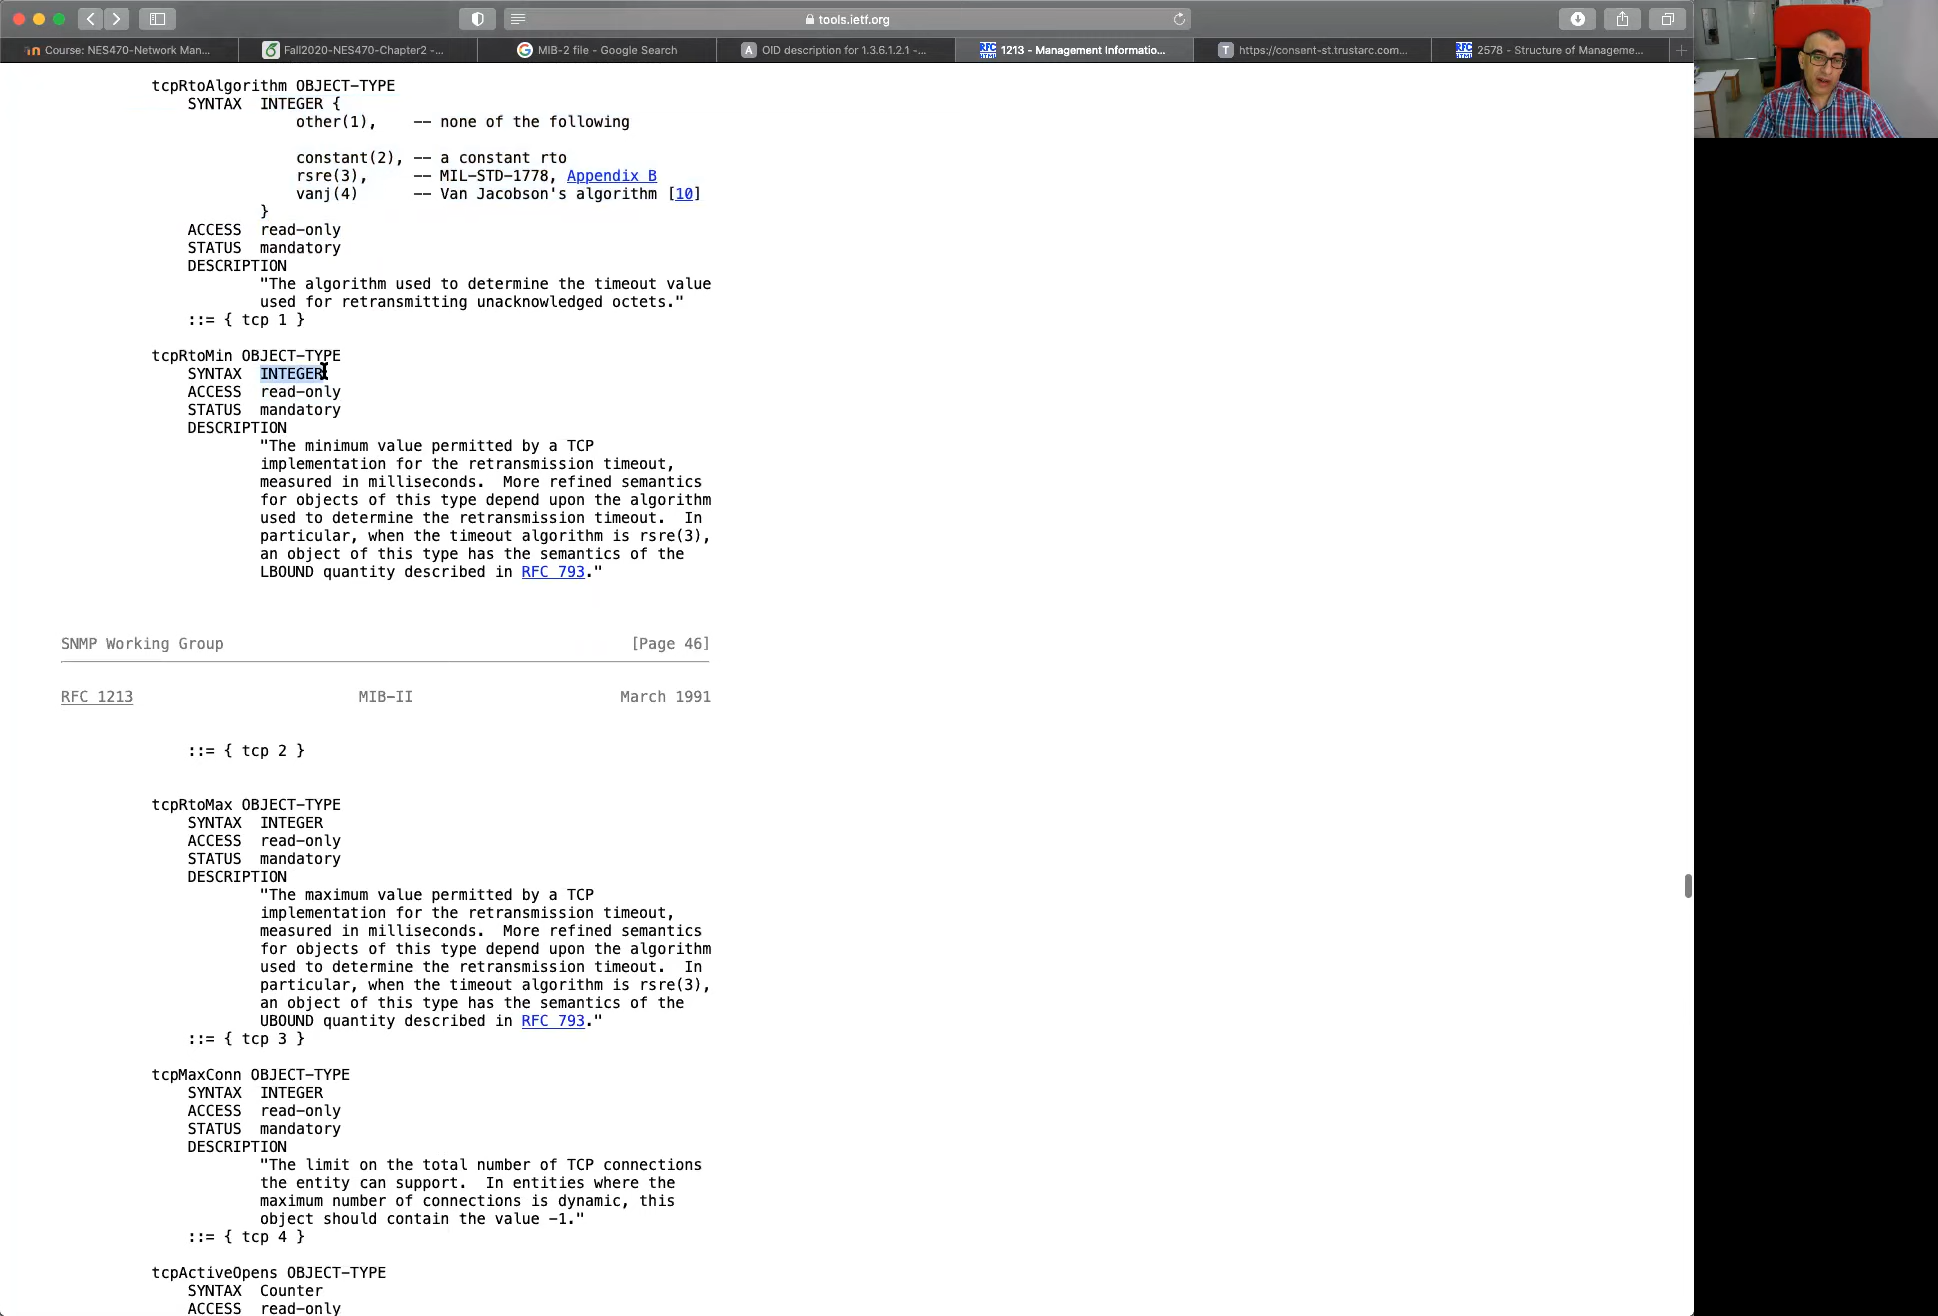 tools.ietf.org
Course: NES470-Network Man...
Fall2020-NES470-Chapter2 -...
MIB-2 file - Google Search
A OID description for 1.3.6.1.2.1 -...
RFC HTML 1213 - Management Informatio...
T https://consent-st.trustarc.com...
RFC HTML 2578 - Structure of Manageme...
tcpRtoAlgorithm OBJECT-TYPE
SYNTAX INTEGER {
other(1), -- none of the following
constant(2), -- a constant rto
rsre(3), -- MIL-STD-1778, Appendix B
vanj(4) -- Van Jacobson's algorithm [10]
}
ACCESS read-only
STATUS mandatory
DESCRIPTION
"The algorithm used to determine the timeout value
used for retransmitting unacknowledged octets."
::= { tcp 1 }
tcpRtoMin OBJECT-TYPE
SYNTAX INTEGER
ACCESS read-only
STATUS mandatory
DESCRIPTION
"The minimum value permitted by a TCP
implementation for the retransmission timeout,
measured in milliseconds. More refined semantics
for objects of this type depend upon the algorithm
used to determine the retransmission timeout. In
particular, when the timeout algorithm is rsre(3),
an object of this type has the semantics of the
LBOUND quantity described in RFC 793."
SNMP Working Group [Page 46]
RFC 1213 MIB-II March 1991
::= { tcp 2 }
tcpRtoMax OBJECT-TYPE
SYNTAX INTEGER
ACCESS read-only
STATUS mandatory
DESCRIPTION
"The maximum value permitted by a TCP
implementation for the retransmission timeout,
measured in milliseconds. More refined semantics
for objects of this type depend upon the algorithm
used to determine the retransmission timeout. In
particular, when the timeout algorithm is rsre(3),
an object of this type has the semantics of the
UBOUND quantity described in RFC 793."
::= { tcp 3 }
tcpMaxConn OBJECT-TYPE
SYNTAX INTEGER
ACCESS read-only
STATUS mandatory
DESCRIPTION
"The limit on the total number of TCP connections
the entity can support. In entities where the
maximum number of connections is dynamic, this
object should contain the value -1."
::= { tcp 4 }
tcpActiveOpens OBJECT-TYPE
SYNTAX Counter
ACCESS read-only